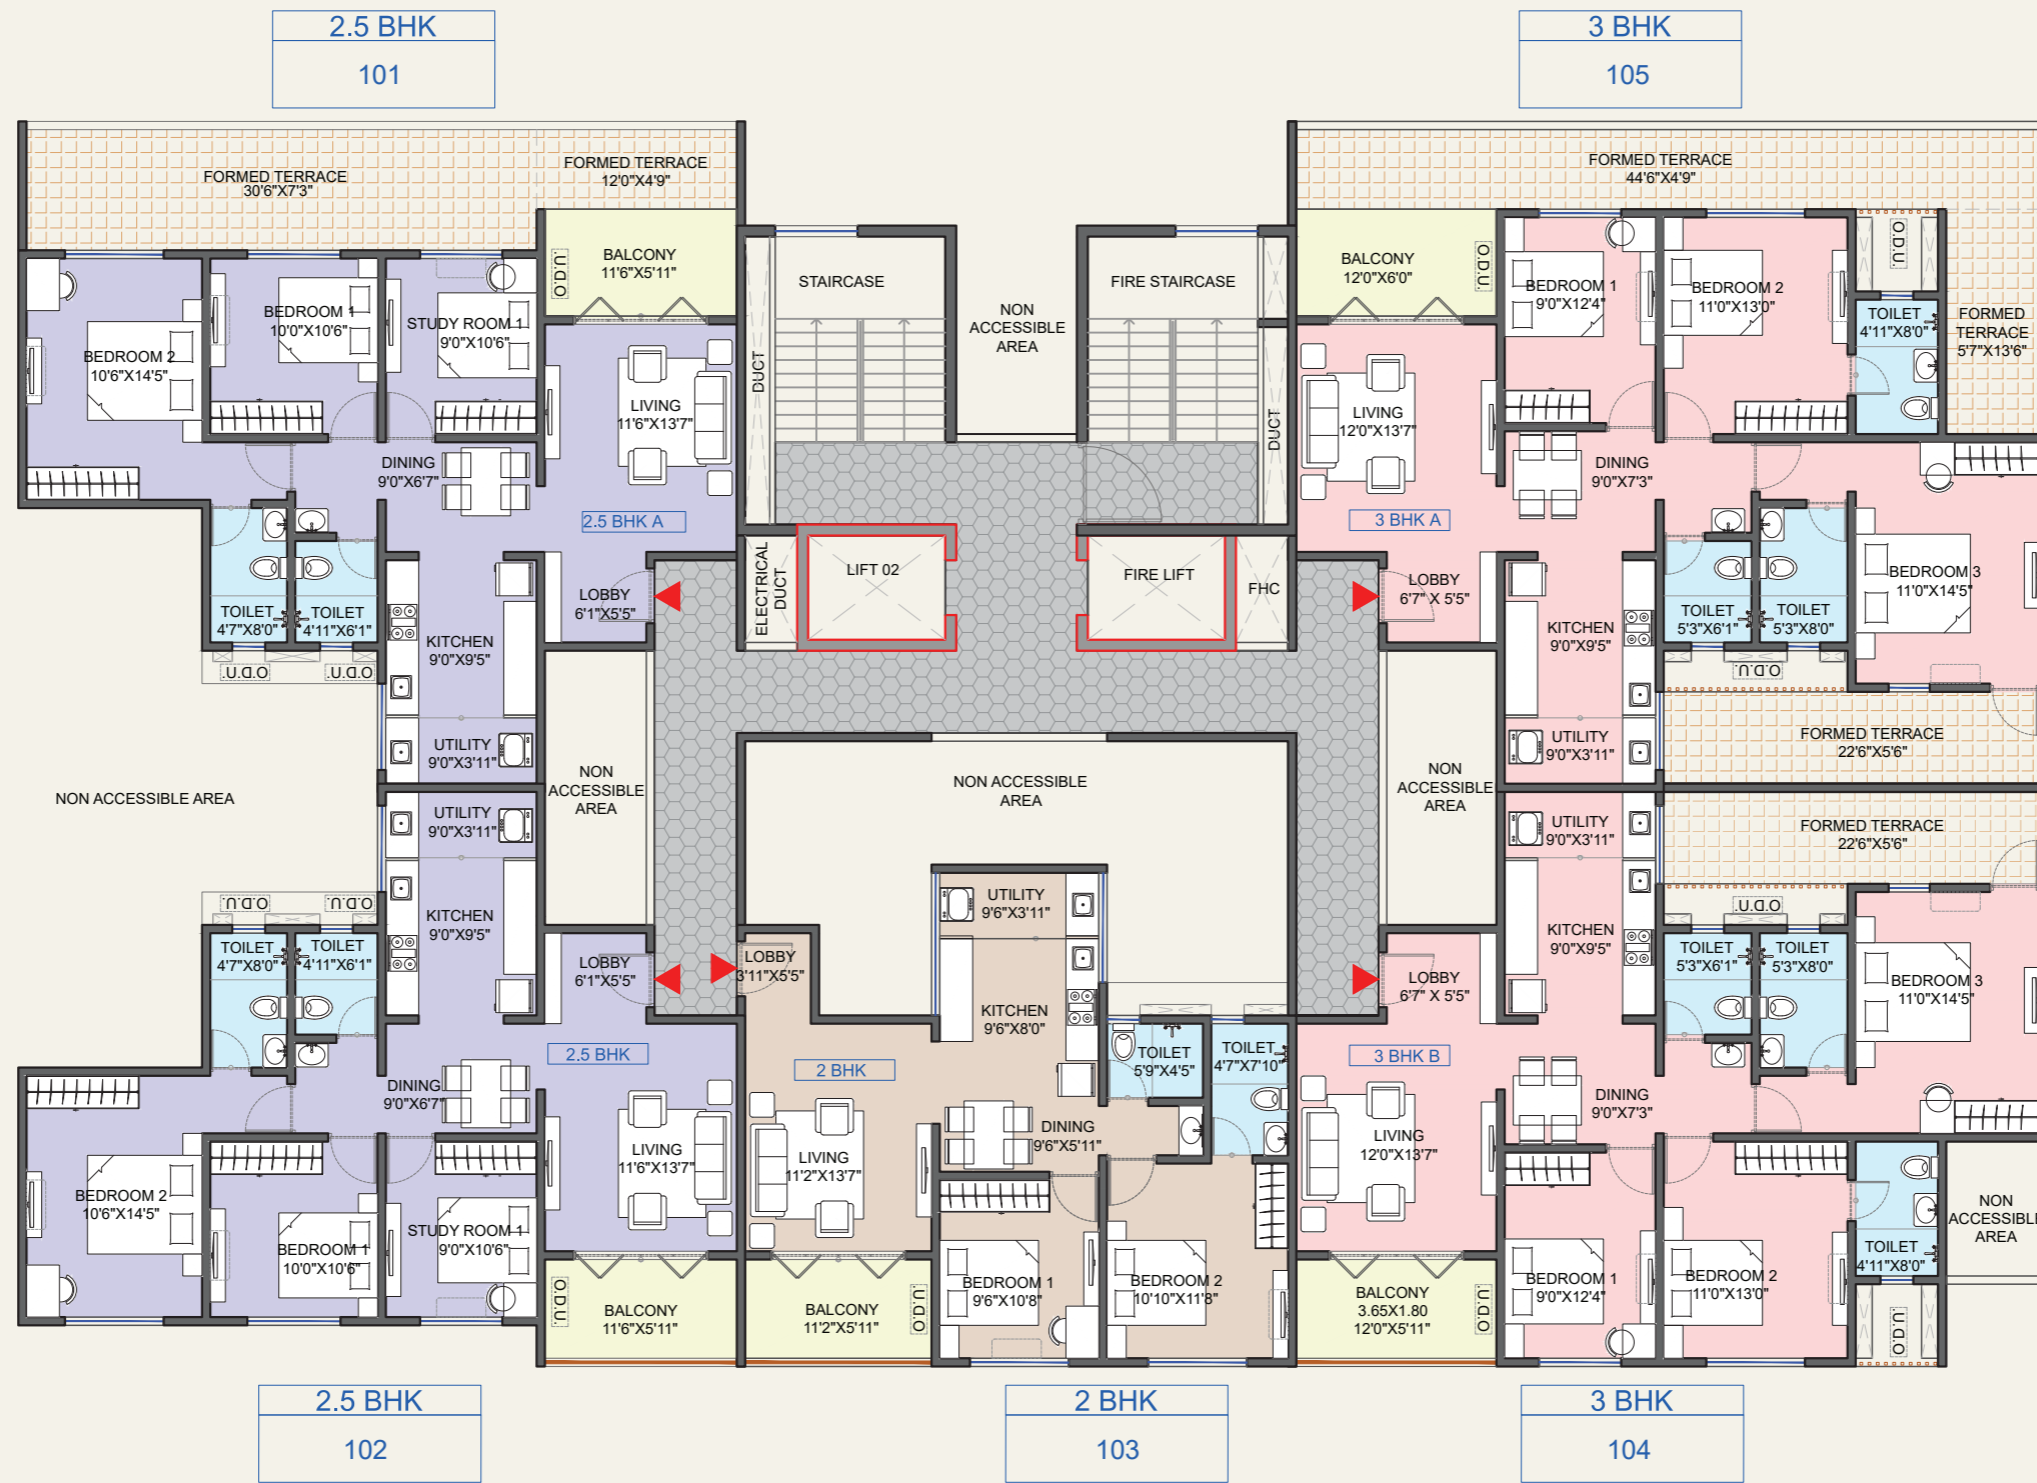 2.5 BHK
101
3 BHK
105
FORMED TERRACE
30'6"X7'3"
FORMED TERRACE
12'0"X4'9"
FORMED TERRACE
44'6"X4'9"
BALCONY
11'6"X5'11"
O.D.U.
STAIRCASE
NON
ACCESSIBLE
AREA
FIRE STAIRCASE
BALCONY
12'0"X6'0"
O.D.U.
BEDROOM 1
9'0"X12'4"
BEDROOM 2
11'0"X13'0"
O.D.U.
TOILET
4'11"X8'0"
FORMED
TERRACE
5'7"X13'6"
BEDROOM 2
10'6"X14'5"
BEDROOM 1
10'0"X10'6"
STUDY ROOM 1
9'0"X10'6"
LIVING
11'6"X13'7"
DUCT
DUCT
LIVING
12'0"X13'7"
DINING
9'0"X6'7"
2.5 BHK A
3 BHK A
DINING
9'0"X7'3"
TOILET
4'7"X8'0"
TOILET
4'11"X6'1"
KITCHEN
9'0"X9'5"
LOBBY
6'1"X5'5"
ELECTRICAL
DUCT
LIFT 02
FIRE LIFT
FHC
LOBBY
6'7" X 5'5"
KITCHEN
9'0"X9'5"
TOILET
5'3"X6'1"
TOILET
5'3"X8'0"
BEDROOM 3
11'0"X14'5"
O.D.U.
O.D.U.
O.D.U.
UTILITY
9'0"X3'11"
NON
ACCESSIBLE
AREA
NON ACCESSIBLE
AREA
NON
ACCESSIBLE
AREA
UTILITY
9'0"X3'11"
FORMED TERRACE
22'6"X5'6"
NON ACCESSIBLE AREA
UTILITY
9'0"X3'11"
UTILITY
9'0"X3'11"
FORMED TERRACE
22'6"X5'6"
O.D.U.
O.D.U.
KITCHEN
9'0"X9'5"
UTILITY
9'6"X3'11"
KITCHEN
9'0"X9'5"
O.D.U.
TOILET
4'7"X8'0"
TOILET
4'11"X6'1"
LOBBY
6'1"X5'5"
LOBBY
3'11"X5'5"
KITCHEN
9'6"X8'0"
LOBBY
6'7" X 5'5"
TOILET
5'3"X6'1"
TOILET
5'3"X8'0"
BEDROOM 3
11'0"X14'5"
2.5 BHK
2 BHK
TOILET
5'9"X4'5"
TOILET
4'7"X7'10"
3 BHK B
DINING
9'0"X6'7"
DINING
9'6"X5'11"
DINING
9'0"X7'3"
LIVING
11'6"X13'7"
LIVING
11'2"X13'7"
LIVING
12'0"X13'7"
BEDROOM 2
10'6"X14'5"
BEDROOM 1
10'0"X10'6"
STUDY ROOM 1
9'0"X10'6"
BEDROOM 1
9'6"X10'8"
BEDROOM 2
10'10"X11'8"
BEDROOM 1
9'0"X12'4"
BEDROOM 2
11'0"X13'0"
TOILET
4'11"X8'0"
NON
ACCESSIBLE
AREA
O.D.U.
BALCONY
11'6"X5'11"
BALCONY
11'2"X5'11"
O.D.U.
BALCONY
3.65X1.80
12'0"X5'11"
O.D.U.
O.D.U.
2.5 BHK
102
2 BHK
103
3 BHK
104